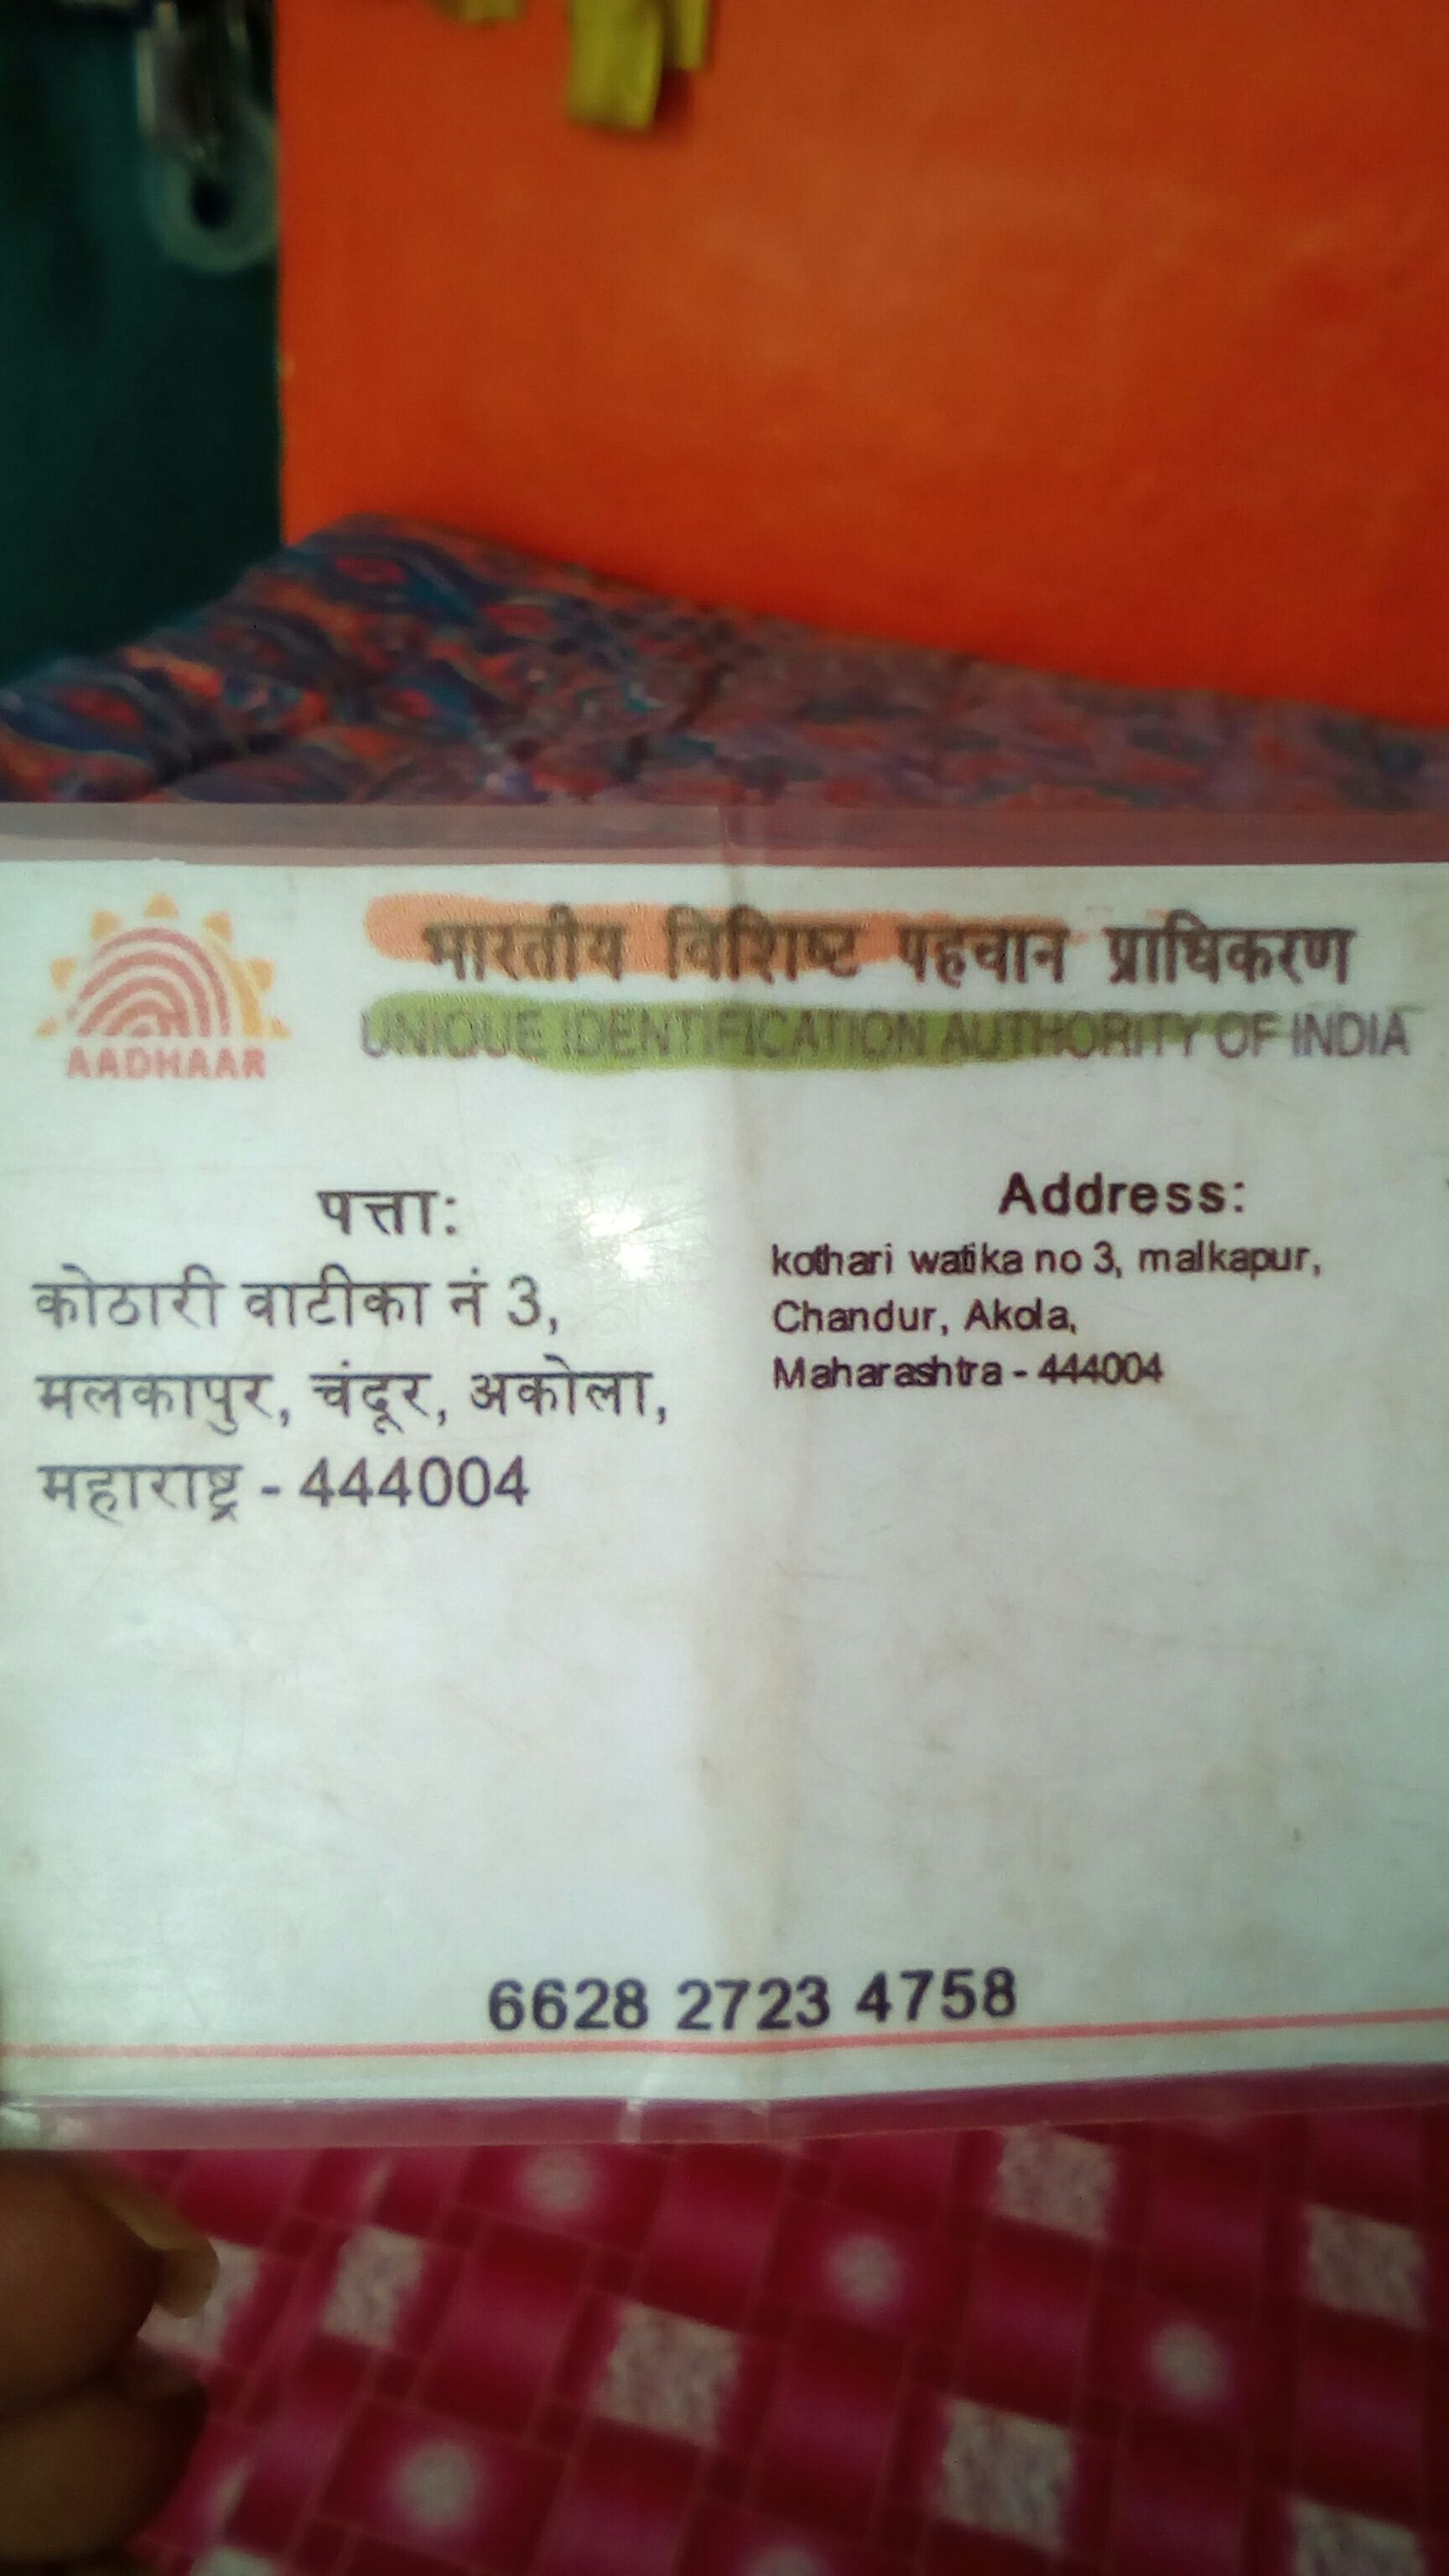 भारतीय विशिष्ट पहचान प्राधिकरण
UNIQUE IDENTIFICATION AUTHORITY OF INDIA
AADHAAR
पत्ता:
कोठारी वाटीका नं 3,
मलकापुर, चंदूर, अकोला,
महाराष्ट्र - 444004
Address:
kothari watika no 3, malkapur,
Chandur, Akola,
Maharashtra - 444004
6628 2723 4758